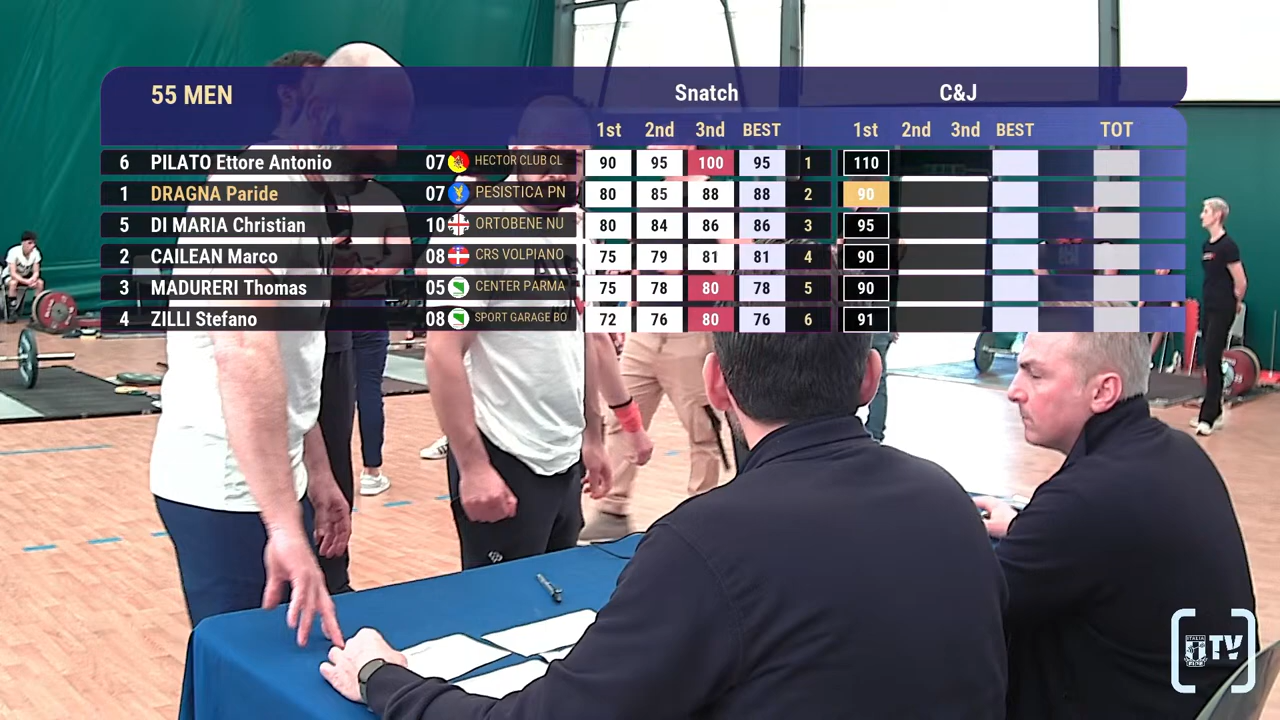 55 MEN Snatch C&J
1st 2nd 3nd BEST 1st 2nd 3nd BEST TOT
6 PILATO Ettore Antonio 07 HECTOR CLUB CL 90 95 100 95 1 110
1 DRAGNA Paride 07 PESISTICA PN 80 85 88 88 2 90
5 DI MARIA Christian 10 ORTOBENE NU 80 84 86 86 3 95
2 CAILEAN Marco 08 CRS VOLPIANO 75 79 81 81 4 90
3 MADURERI Thomas 05 CENTER PARMA 75 78 80 78 5 90
4 ZILLI Stefano 08 SPORT GARAGE BO 72 76 80 76 6 91
ITALIA
TV